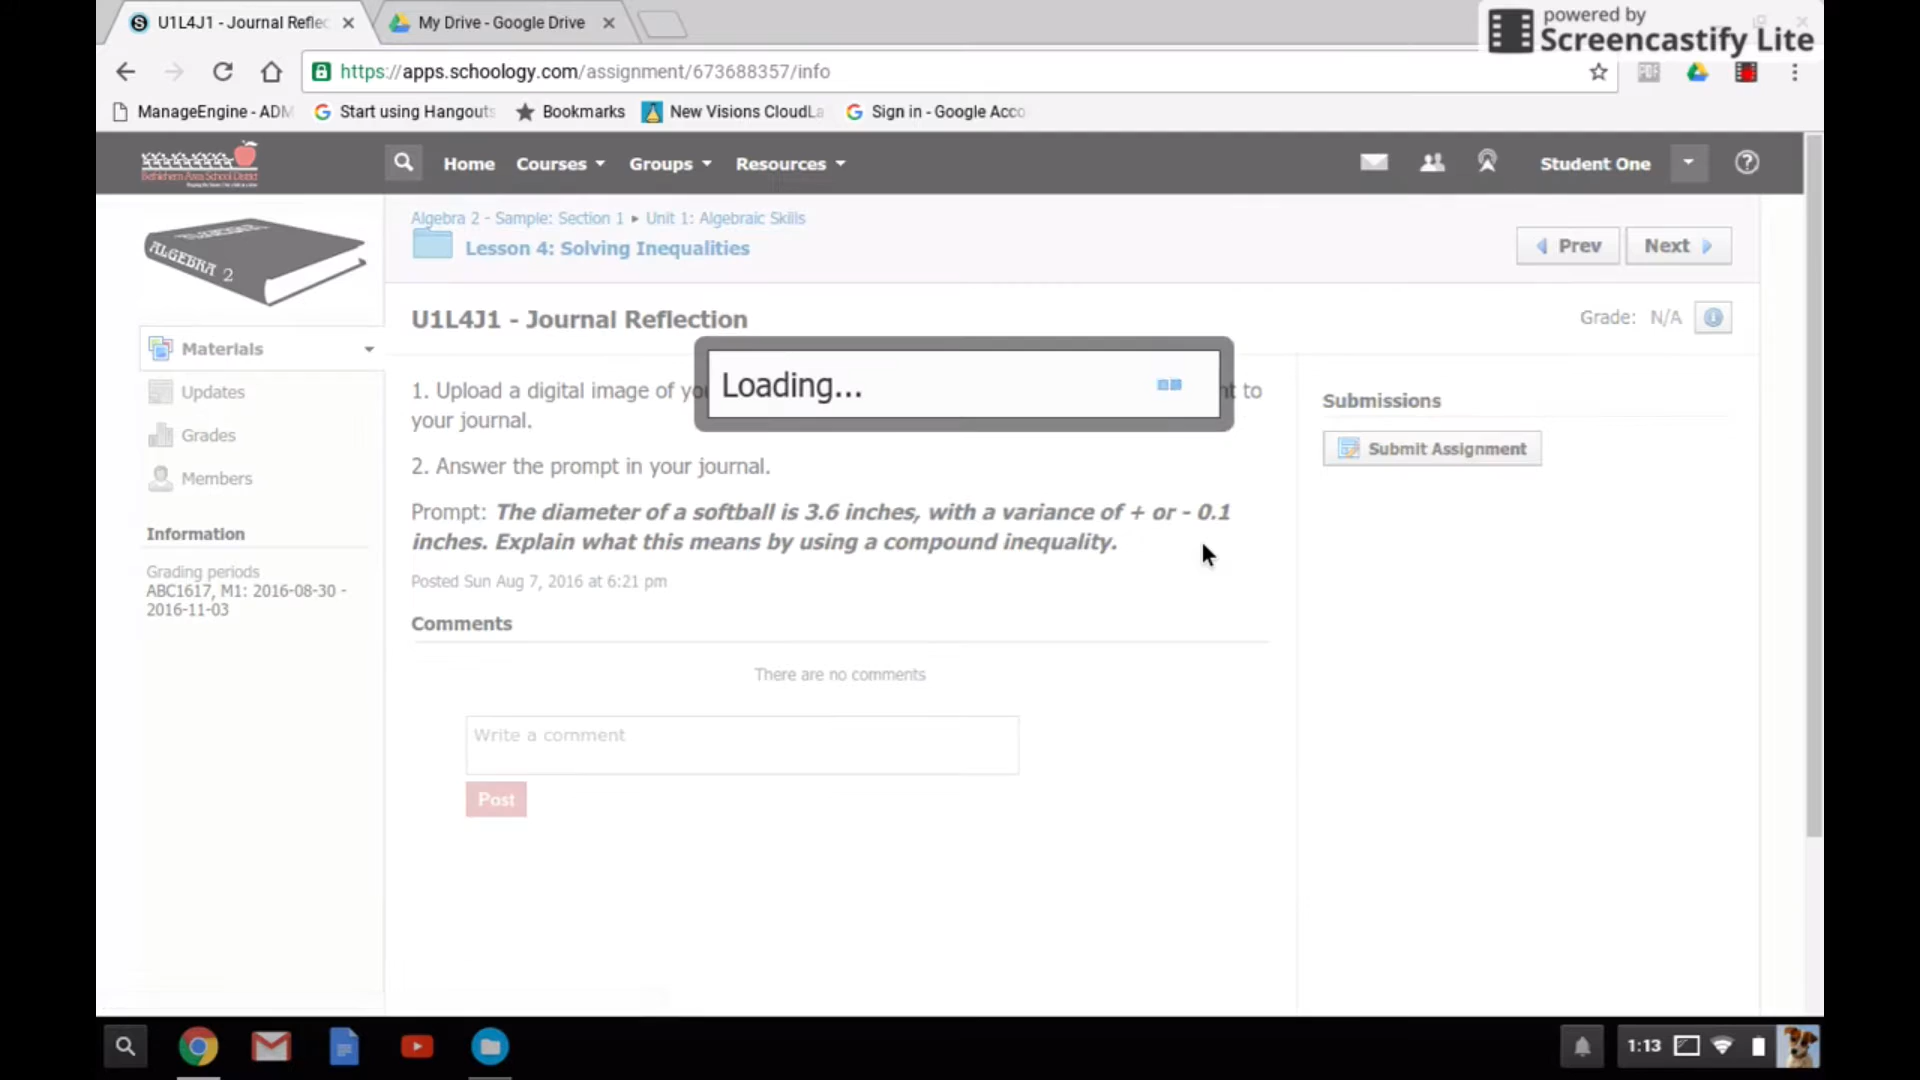 U1L4J1 - Journal Reflec
My Drive - Google Drive
powered by
Screencastify Lite
https://apps.schoology.com/assignment/673688357/info
ManageEngine - ADM
Start using Hangouts
Bookmarks
New Visions CloudLa
Sign in - Google Acco
Bethlehem Area School District
Home
Courses
Groups
Resources
Student One
ALGEBRA 2
Algebra 2 - Sample: Section 1 ▸ Unit 1: Algebraic Skills
Lesson 4: Solving Inequalities
Prev
Next
U1L4J1 - Journal Reflection
Grade: N/A
Materials
Updates
Grades
Members
Information
Grading periods
ABC1617, M1: 2016-08-30 -
2016-11-03
Loading...
1. Upload a digital image of to
your journal.
2. Answer the prompt in your journal.
Prompt: The diameter of a softball is 3.6 inches, with a variance of + or - 0.1
inches. Explain what this means by using a compound inequality.
Posted Sun Aug 7, 2016 at 6:21 pm
Comments
There are no comments
Write a comment
Post
Submissions
Submit Assignment
1:13